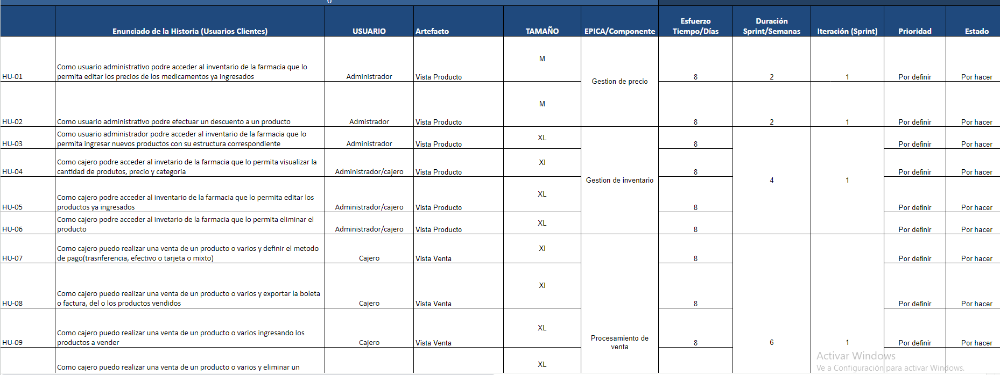 0
Enunciado de la Historia (Usuarios Clientes) USUARIO Artefacto TAMAÑO EPICA/Componente Esfuerzo Tiempo/Días Duración Sprint/Semanas Iteración (Sprint) Prioridad Estado
HU-01
Como usuario administrativo podre acceder al inventario de la farmacia que lo
permita editar los precios de los medicamentos ya ingresados
Administrador
Vista Producto
M
Gestion de precio
8
2
1
Por definir
Por hacer
HU-02
Como usuario administrativo podre efectuar un descuento a un producto
Admistrador
Vista Producto
M
8
2
1
Por definir
Por hacer
HU-03
Como usuario administrador podre acceder al inventario de la farmacia que lo
permita ingresar nuevos productos con su estructura correspondiente
Administrador
Vista Producto
XL
Gestion de inventario
8
4
1
Por definir
Por hacer
HU-04
Como cajero podre acceder al invetario de la farmacia que lo permita visualizar la
cantidad de produtos, precio y categoria
Administrador/cajero
Vista Producto
Xl
8
Por definir
Por hacer
HU-05
Como cajero podre acceder al inventario de la farmacia que lo permita editar los
productos ya ingresados
Administrador/cajero
Vista Producto
XL
8
Por definir
Por hacer
HU-06
Como cajero podre acceder al invetario de la farmacia que lo permita eliminar el
producto
Administrador/cajero
Vista Producto
XL
8
Por definir
Por hacer
HU-07
Como cajero puedo realizar una venta de un producto o varios y definir el metodo
de pago(trasnferencia, efectivo o tarjeta o mixto)
Cajero
Vista Venta
Xl
8
Por definir
Por hacer
HU-08
Como cajero puedo realizar una venta de un producto o varios y exportar la boleta
o factura, del o los productos vendidos
Cajero
Vista Venta
Xl
8
Por definir
Por hacer
HU-09
Como cajero puedo realizar una venta de un producto o varios ingresando los
productos a vender
Cajero
Vista Venta
XL
Procesamiento de
venta
8
6
1
Por definir
Por hacer
Como cajero puedo realizar una venta de un producto o varios y eliminar un
XL
Activar Windows
Ve a Configuración para activar Windows.